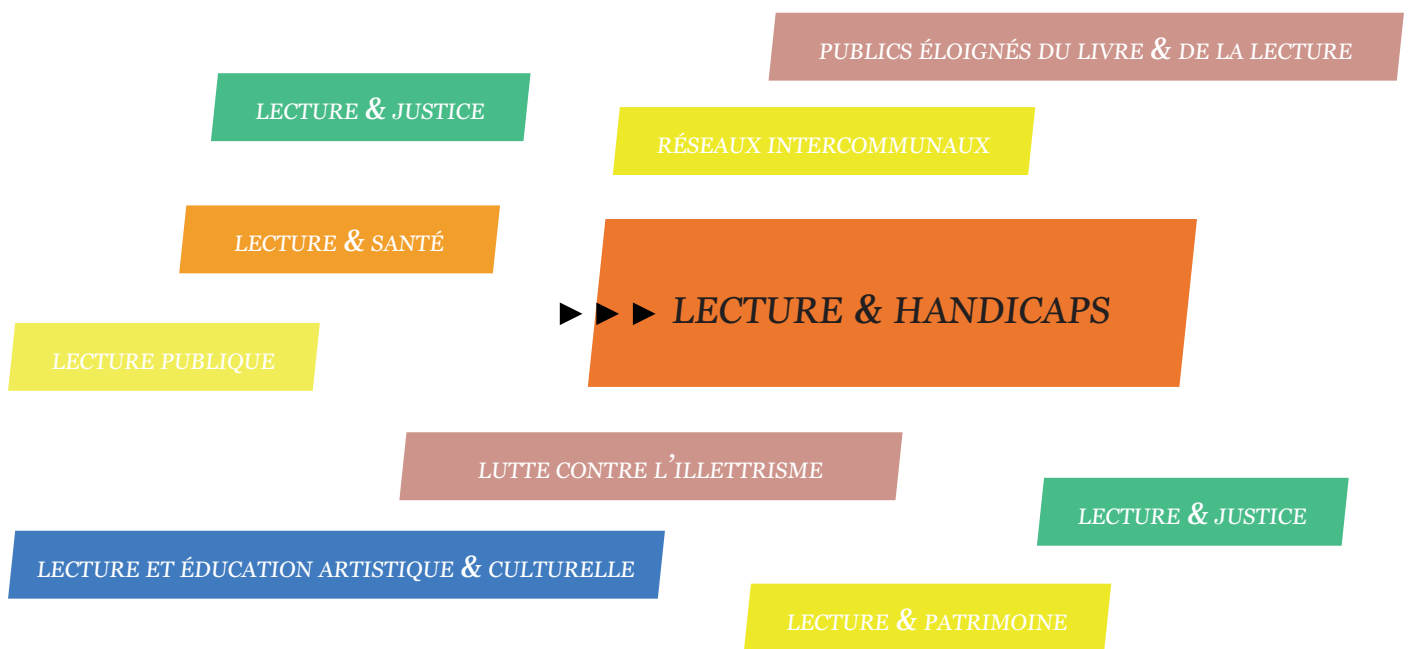 PUBLICS ÉLOIGNÉS DU LIVRE & DE LA LECTURE
LECTURE & JUSTICE
RÉSEAUX INTERCOMMUNAUX
LECTURE & SANTÉ
►►► LECTURE & HANDICAPS
LECTURE PUBLIQUE
LUTTE CONTRE L’ILLETTRISME
LECTURE & JUSTICE
LECTURE ET ÉDUCATION ARTISTIQUE & CULTURELLE
LECTURE & PATRIMOINE